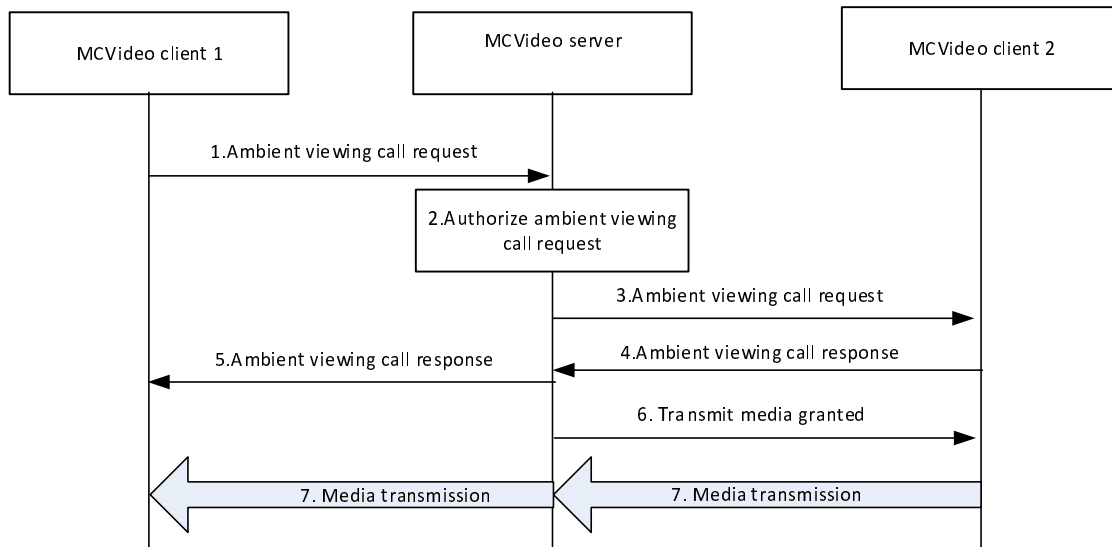 MCVideo client 1
MCVideo server
MCVideo client 2
1.Ambient viewing call request
2.Authorize ambient viewing
call request
3.Ambient viewing call request
4.Ambient viewing call response
5.Ambient viewing call response
6. Transmit media granted
7. Media transmission
7. Media transmission